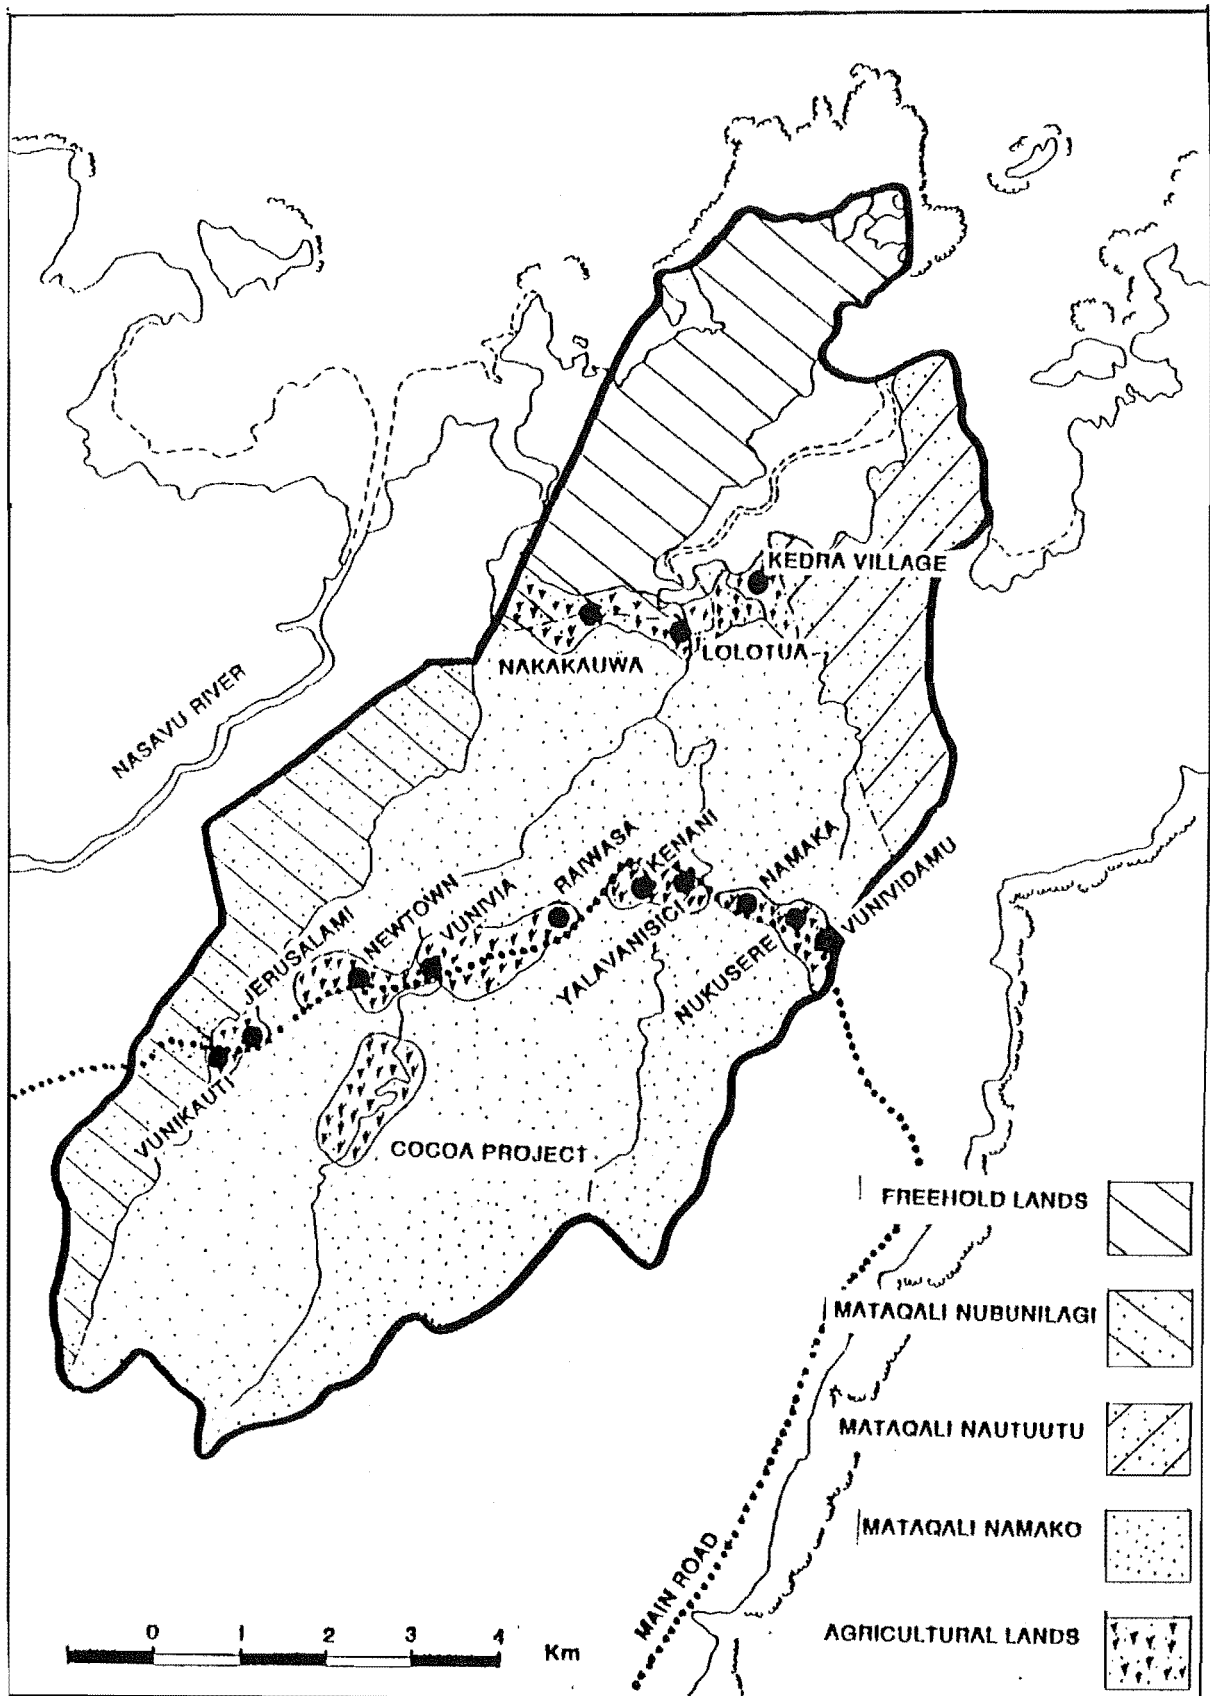 KEDRA VILLAGE
LOLOTUA
NAKAKAUWA
NASAVU RIVER
RAIWASA
KENANI
NAMAKA
VUNIVIDAMU
NEWTOWN
VUNIVIA
JERUSALAMI
YALAVANISICI
NUKUSERE
VUNIKAUTI
COCOA PROJECT
FREEHOLD LANDS
MATAQALI NUBUNILAGI
MATAQALI NAUTUUTU
MATAQALI NAMAKO
AGRICULTURAL LANDS
MAIN ROAD
0 1 2 3 4 Km